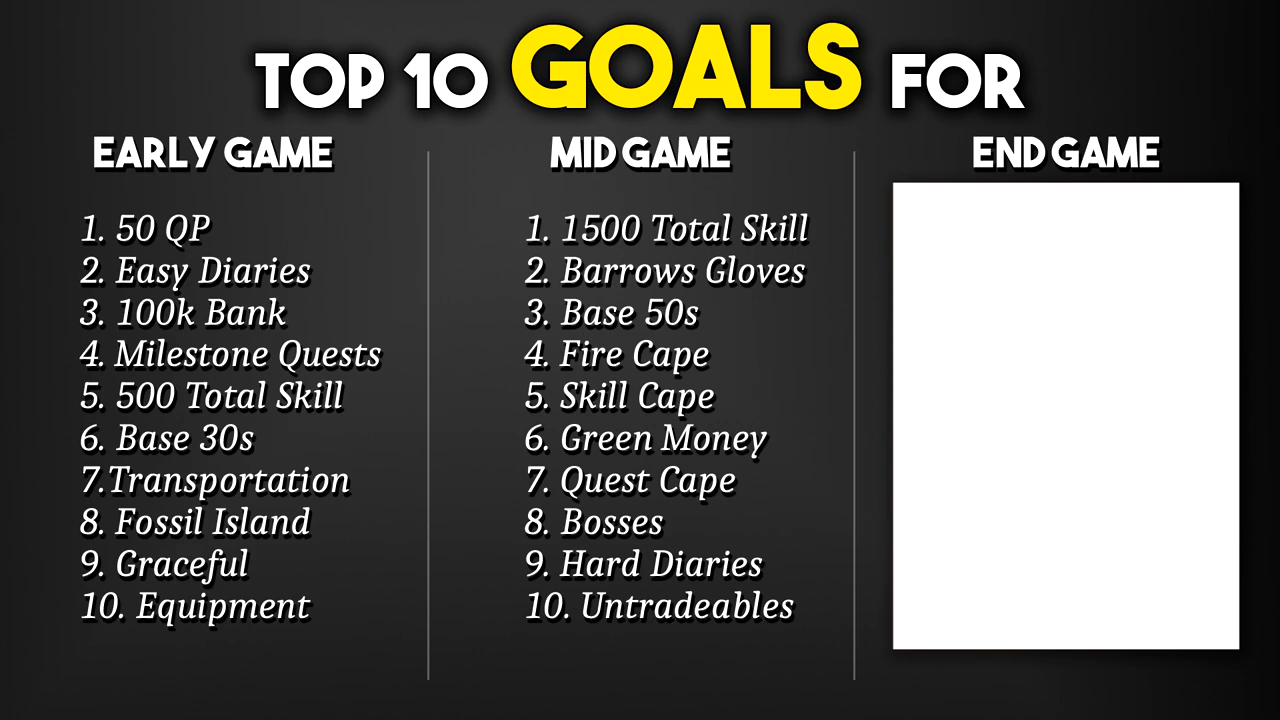 TOP 10 GOALS FOR
EARLY GAME
1. 50 QP
2. Easy Diaries
3. 100k Bank
4. Milestone Quests
5. 500 Total Skill
6. Base 30s
7.Transportation
8. Fossil Island
9. Graceful
10. Equipment
MID GAME
1. 1500 Total Skill
2. Barrows Gloves
3. Base 50s
4. Fire Cape
5. Skill Cape
6. Green Money
7. Quest Cape
8. Bosses
9. Hard Diaries
10. Untradeables
END GAME